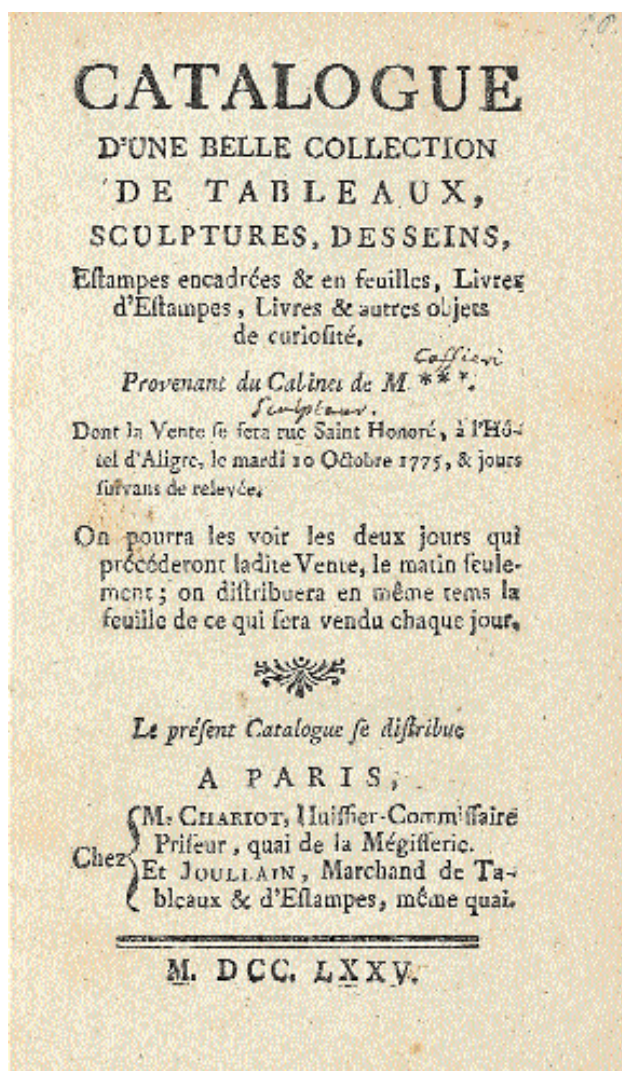 CATALOGUE
D'UNE BELLE COLLECTION
DE TABLEAUX,
SCULPTURES, DESSEINS,
Eſtampes encadrées & en feuilles, Livres
d'Eſtampes, Livres & autres objets
de curioſité.
Caffieri
Provenant du Cabinet de M. ***.
Sculpteur.
Dont la Vente ſe fera rue Saint Honoré, à l'Hô-
tel d'Aligre, le mardi 10 Octobre 1775, & jours
ſuivans de relevée.
On pourra les voir les deux jours qui
précéderont ladite Vente, le matin ſeule-
ment; on diſtribuera en même tems la
feuille de ce qui ſera vendu chaque jour.
Le préſent Catalogue ſe diſtribue
A PARIS,
Chez
M. CHARIOT, Huiſſier-Commiſſaire
Priſeur, quai de la Mégiſſerie.
Et JOULLAIN, Marchand de Ta-
bleaux & d'Eſtampes, même quai.
M. DCC. LXXV.